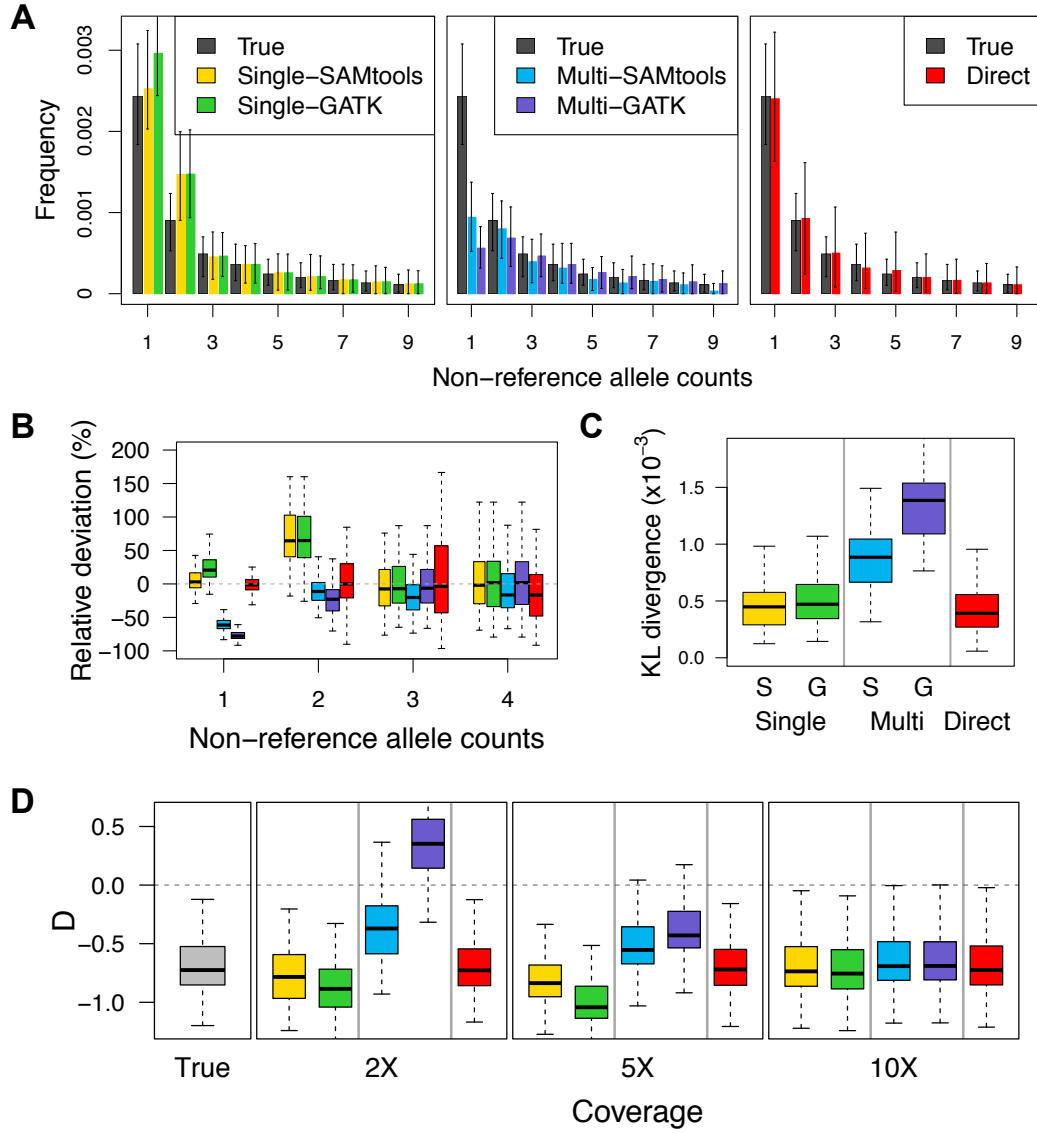 A
True
Single−SAMtools
Single−GATK
True
Multi−SAMtools
Multi−GATK
True
Direct
Frequency
0.003
0.002
0.001
0
1 3 5 7 9 1 3 5 7 9 1 3 5 7 9
Non−reference allele counts
B
Relative deviation (%)
200
150
100
50
0
−50
−100
1 2 3 4
Non−reference allele counts
C
KL divergence (x10−3)
1.5
1.0
0.5
0.0
S G S G
Single Multi Direct
D
D
0.5
0.0
−0.5
−1.0
True 2X 5X 10X
Coverage